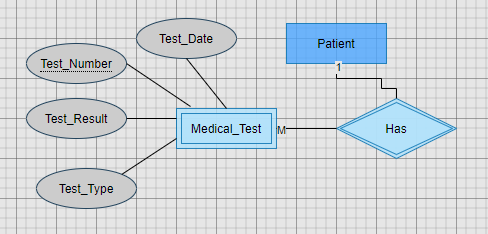 Test_Date
Patient
Test_Number
1
Test_Result
Medical_Test
M
Has
Test_Type